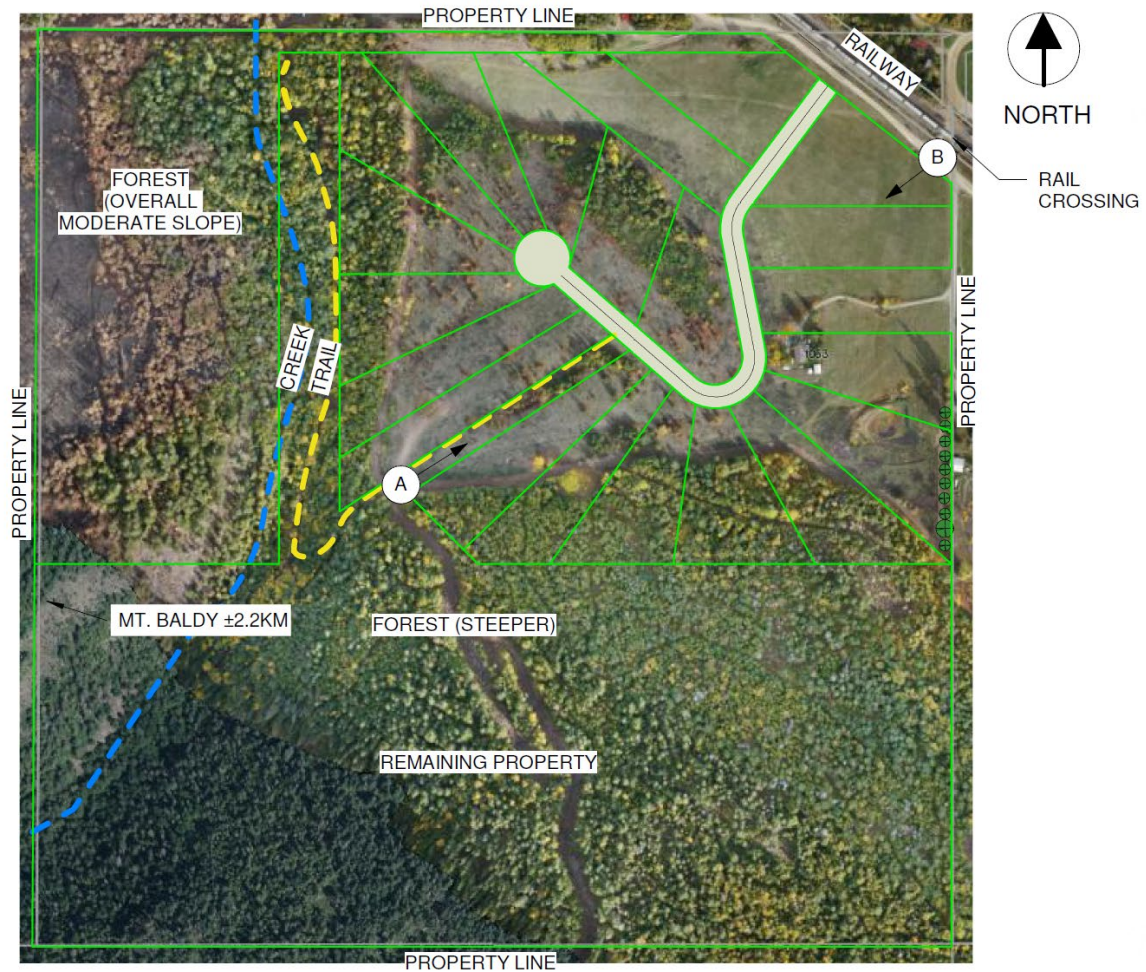 PROPERTY LINE
RAILWAY
NORTH
B
RAIL
CROSSING
FOREST
(OVERALL
MODERATE SLOPE)
CREEK
TRAIL
1053
PROPERTY LINE
PROPERTY LINE
A
MT. BALDY ±2.2KM
FOREST (STEEPER)
REMAINING PROPERTY
PROPERTY LINE